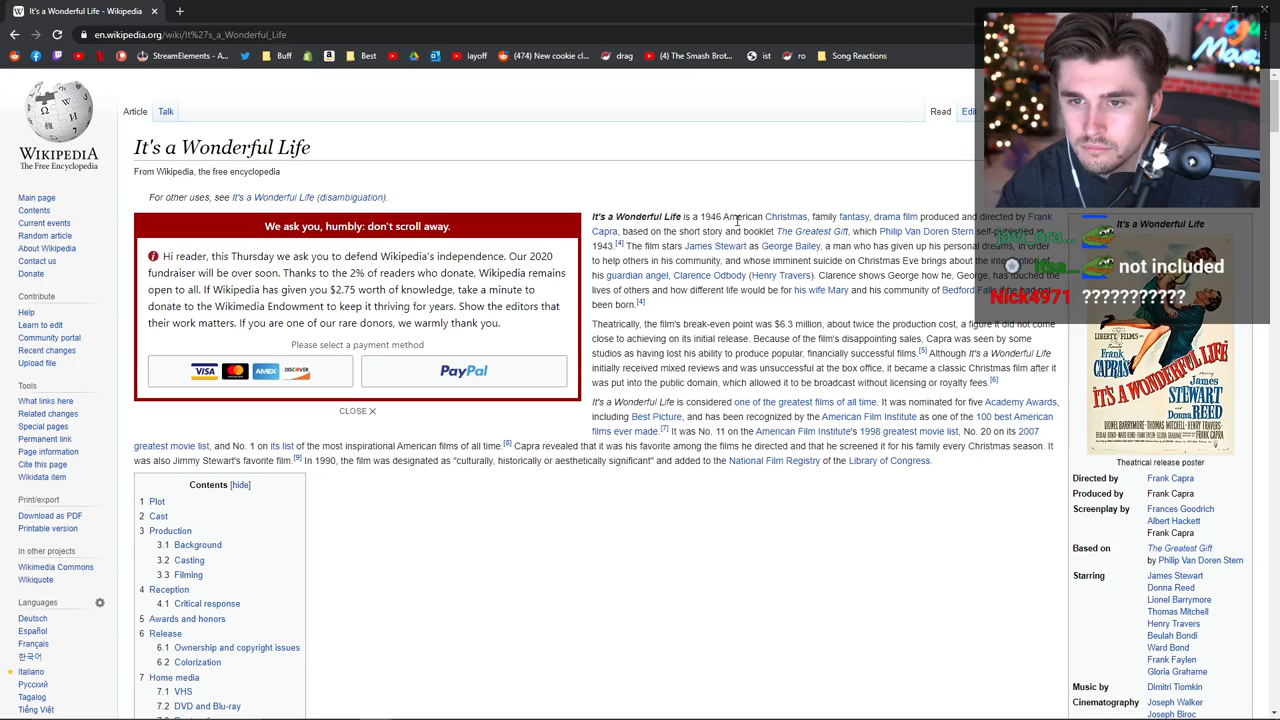 It's a Wonderful Life - Wikipedia
en.wikipedia.org/wiki/It%27s_a_Wonderful_Life
StreamElements - A...
Buff
Best
layoff
(474) New cookie cl...
drag
(4) The Smash Brot...
ist
ro
Song Reactions
WIKIPEDIA
The Free Encyclopedia
Main page
Contents
Current events
Random article
About Wikipedia
Contact us
Donate
Contribute
Help
Learn to edit
Community portal
Recent changes
Upload file
Tools
What links here
Related changes
Special pages
Permanent link
Page information
Cite this page
Wikidata item
Print/export
Download as PDF
Printable version
In other projects
Wikimedia Commons
Wikiquote
Languages
Deutsch
Español
Français
한국어
Italiano
Русский
Tagalog
Tiếng Việt
Article Talk
Read Edit
It's a Wonderful Life
From Wikipedia, the free encyclopedia
For other uses, see It's a Wonderful Life (disambiguation).
We ask you, humbly: don't scroll away.
Hi reader, this Thursday we ask you to defend Wikipedia's independence. Our 2020
fundraiser will be over soon. Thanks to the 2% of readers who donate, Wikipedia remains
open to all. If Wikipedia has given you $2.75 worth of knowledge, take a minute to
donate to the Wikipedia Endowment to keep it thriving for years. Show the editors that
their work matters. If you are one of our rare donors, we warmly thank you.
Please select a payment method
VISA MasterCard AMEX DISCOVER
PayPal
CLOSE ✕
It's a Wonderful Life is a 1946 American Christmas, family fantasy, drama film produced and directed by Frank
Capra, based on the short story and booklet The Greatest Gift, which Philip Van Doren Stern self-published in
1943.[4] The film stars James Stewart as George Bailey, a man who has given up his personal dreams, in order
to help others in his community, and whose imminent suicide on Christmas Eve brings about the intervention of
his guardian angel, Clarence Odbody (Henry Travers). Clarence shows George how he, George, has touched the
lives of others and how different life would be for his wife Mary and his community of Bedford Falls if he had not
been born.[4]
Theatrically, the film's break-even point was $6.3 million, about twice the production cost, a figure it did not come
close to achieving on its initial release. Because of the film's disappointing sales, Capra was seen by some
studios as having lost his ability to produce popular, financially successful films.[5] Although It's a Wonderful Life
initially received mixed reviews and was unsuccessful at the box office, it became a classic Christmas film after it
was put into the public domain, which allowed it to be broadcast without licensing or royalty fees.[6]
It's a Wonderful Life is considered one of the greatest films of all time. It was nominated for five Academy Awards,
including Best Picture, and has been recognized by the American Film Institute as one of the 100 best American
films ever made.[7] It was No. 11 on the American Film Institute's 1998 greatest movie list, No. 20 on its 2007
greatest movie list, and No. 1 on its list of the most inspirational American films of all time.[8] Capra revealed that it was his favorite among the films he directed and that he screened it for his family every Christmas season. It
was also Jimmy Stewart's favorite film.[9] In 1990, the film was designated as "culturally, historically or aesthetically significant" and added to the National Film Registry of the Library of Congress.
Contents [hide]
1 Plot
2 Cast
3 Production
3.1 Background
3.2 Casting
3.3 Filming
4 Reception
4.1 Critical response
5 Awards and honors
6 Release
6.1 Ownership and copyright issues
6.2 Colorization
7 Home media
7.1 VHS
7.2 DVD and Blu-ray
javi_ora...
itsa...
not included
Nick4971 ???????????
It's a Wonderful Life
LIBERTY FILMS
FRANK
CAPRA'S
IT'S A WONDERFUL LIFE
James
STEWART
Donna
REED
Theatrical release poster
Directed by Frank Capra
Produced by Frank Capra
Screenplay by Frances Goodrich
Albert Hackett
Frank Capra
Based on The Greatest Gift
by Philip Van Doren Stern
Starring James Stewart
Donna Reed
Lionel Barrymore
Thomas Mitchell
Henry Travers
Beulah Bondi
Ward Bond
Frank Faylen
Gloria Grahame
Music by Dimitri Tiomkin
Cinematography Joseph Walker
Joseph Biroc